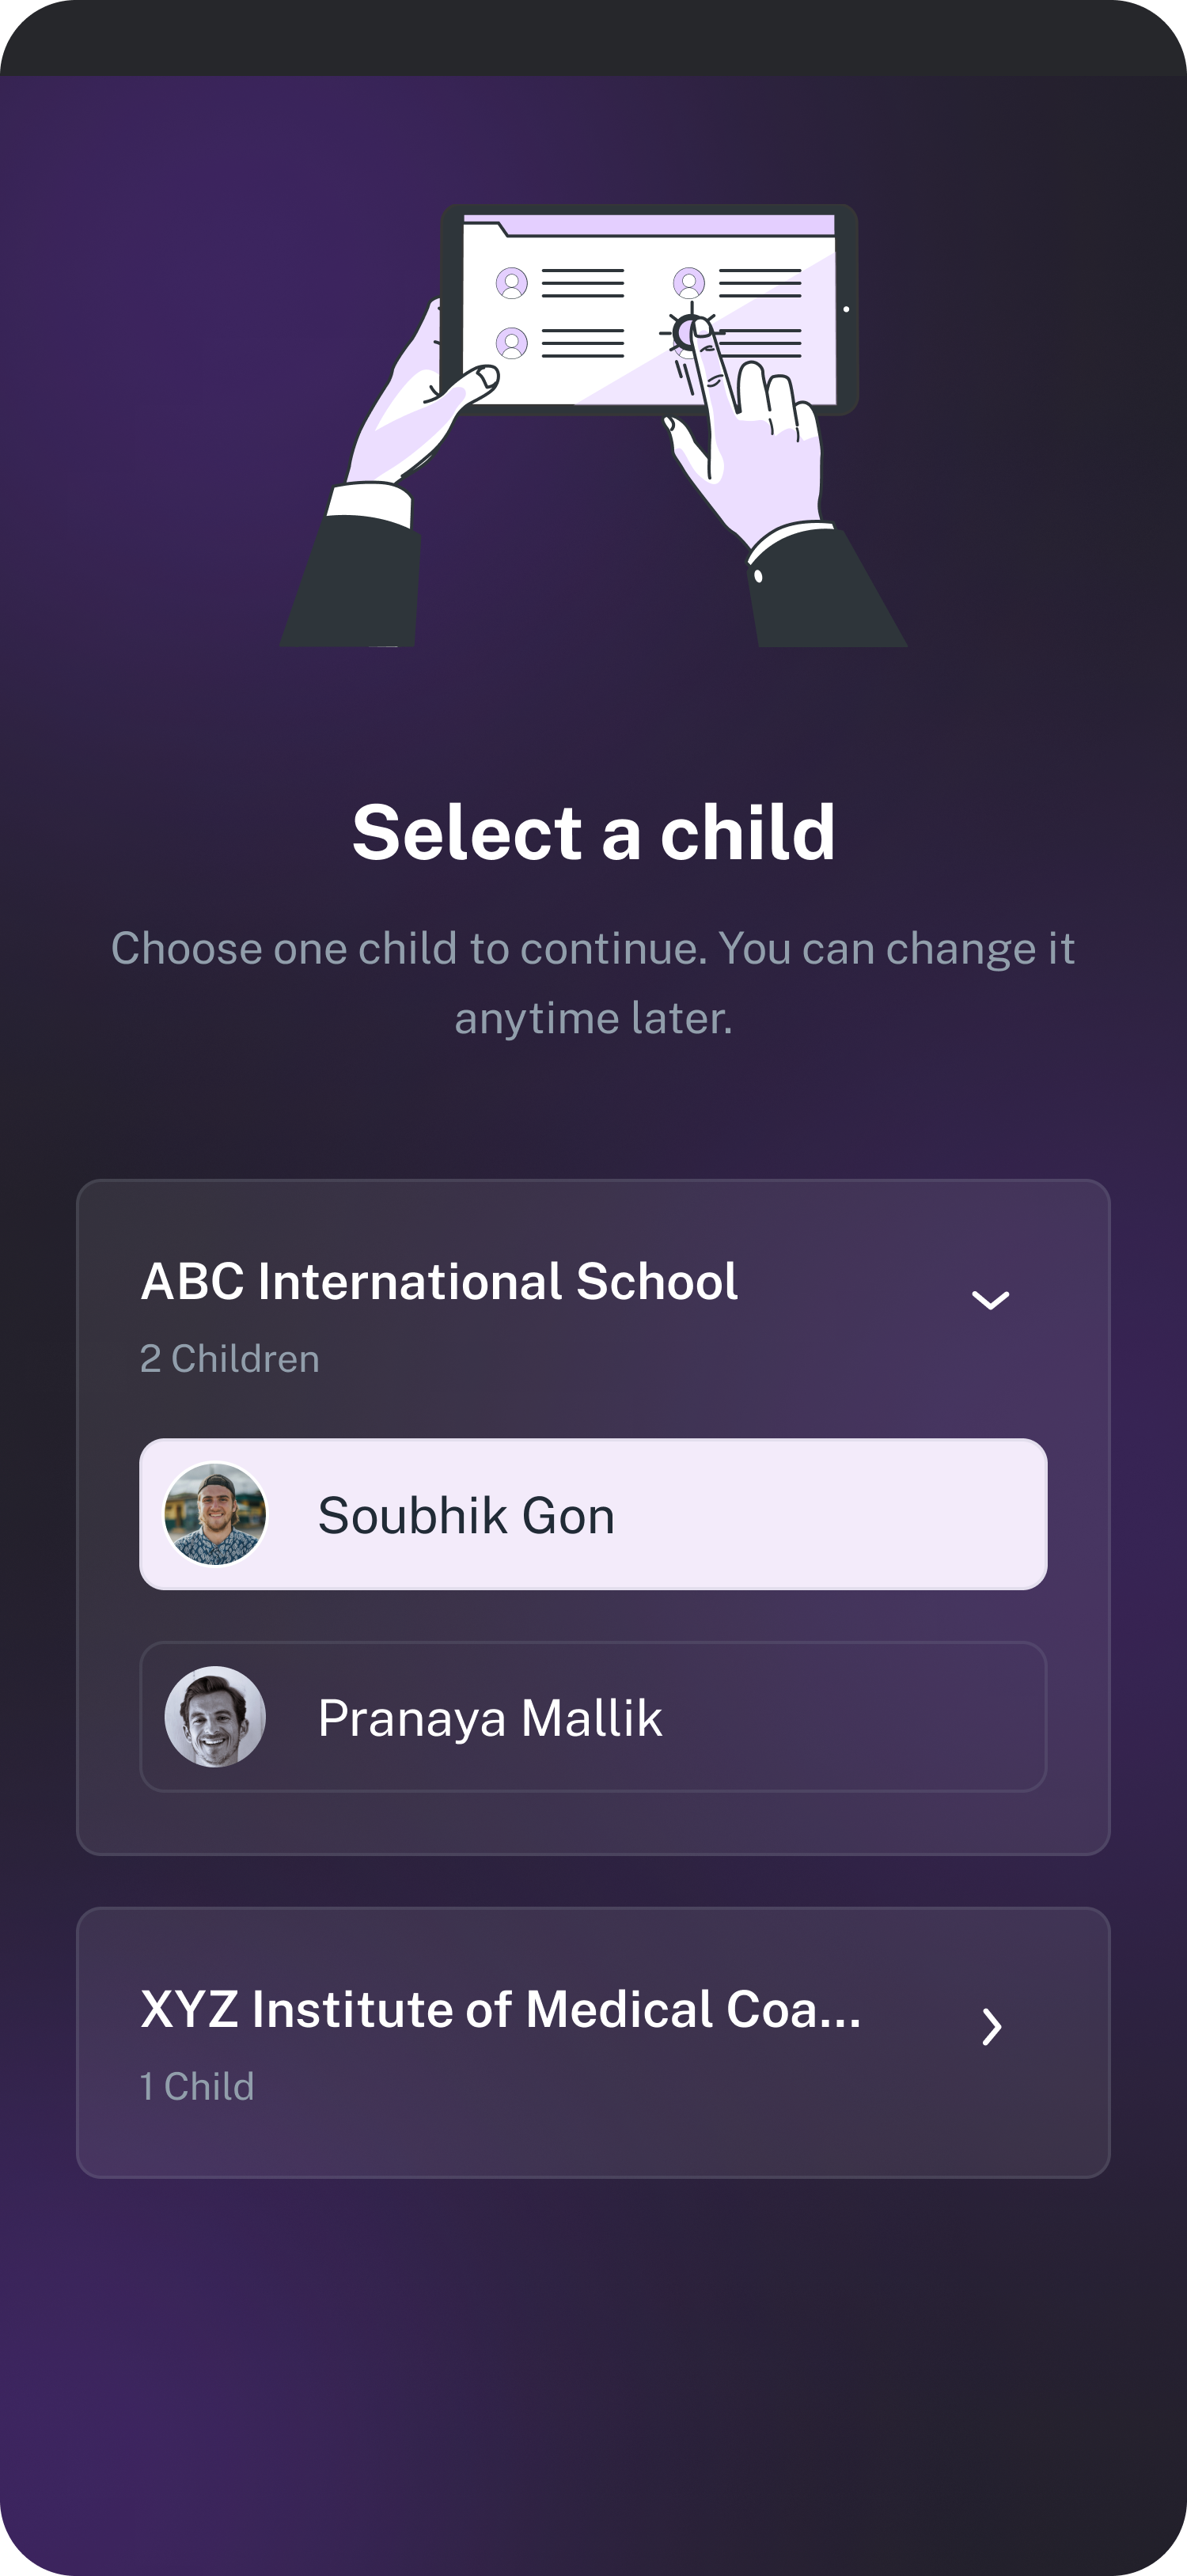 Select a child
Choose one child to continue. You can change it
anytime later.
ABC International School
2 Children
Soubhik Gon
Pranaya Mallik
XYZ Institute of Medical Coa...
1 Child